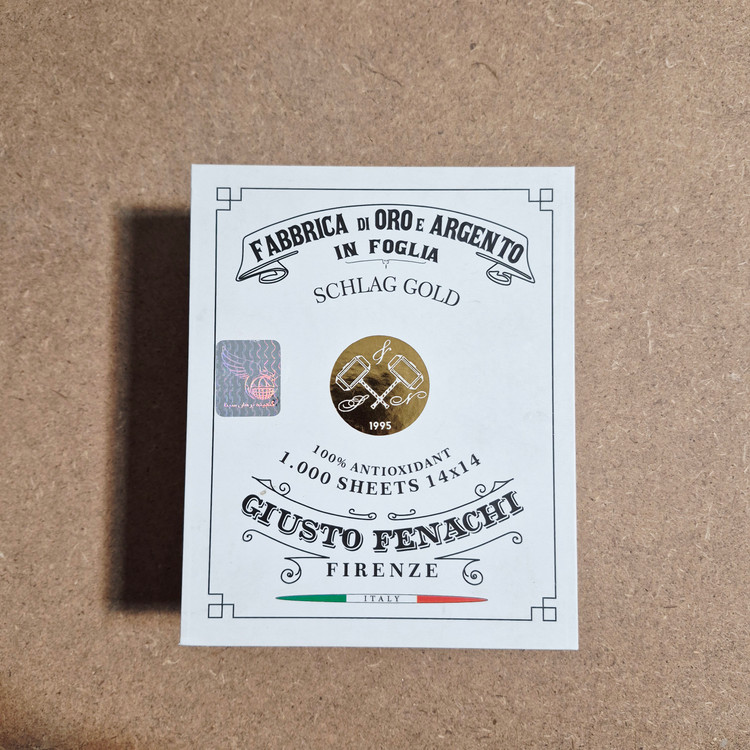 FABBRICA DI ORO E ARGENTO
IN FOGLIA
SCHLAG GOLD
&
1995
100% ANTIOXIDANT
1.000 SHEETS 14x14
GIUSTO FENACHI
FIRENZE
ITALY